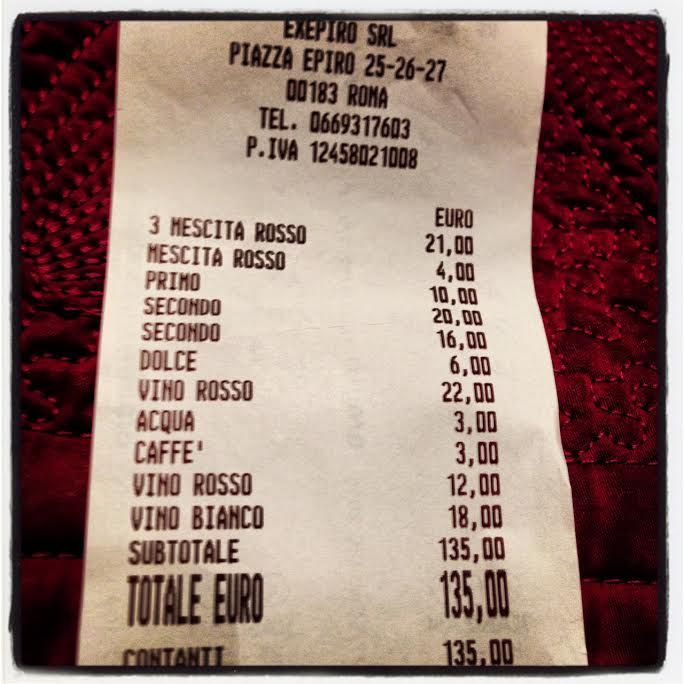 EXEPIRO SRL
PIAZZA EPIRO 25-26-27
00183 ROMA
TEL. 0669317603
P.IVA 12458021008
EURO
3 MESCITA ROSSO 21,00
MESCITA ROSSO 4,00
PRIMO 10,00
SECONDO 20,00
SECONDO 16,00
DOLCE 6,00
VINO ROSSO 22,00
ACQUA 3,00
CAFFE' 3,00
VINO ROSSO 12,00
VINO BIANCO 18,00
SUBTOTALE 135,00
TOTALE EURO 135,00
CONTANTI 135,00